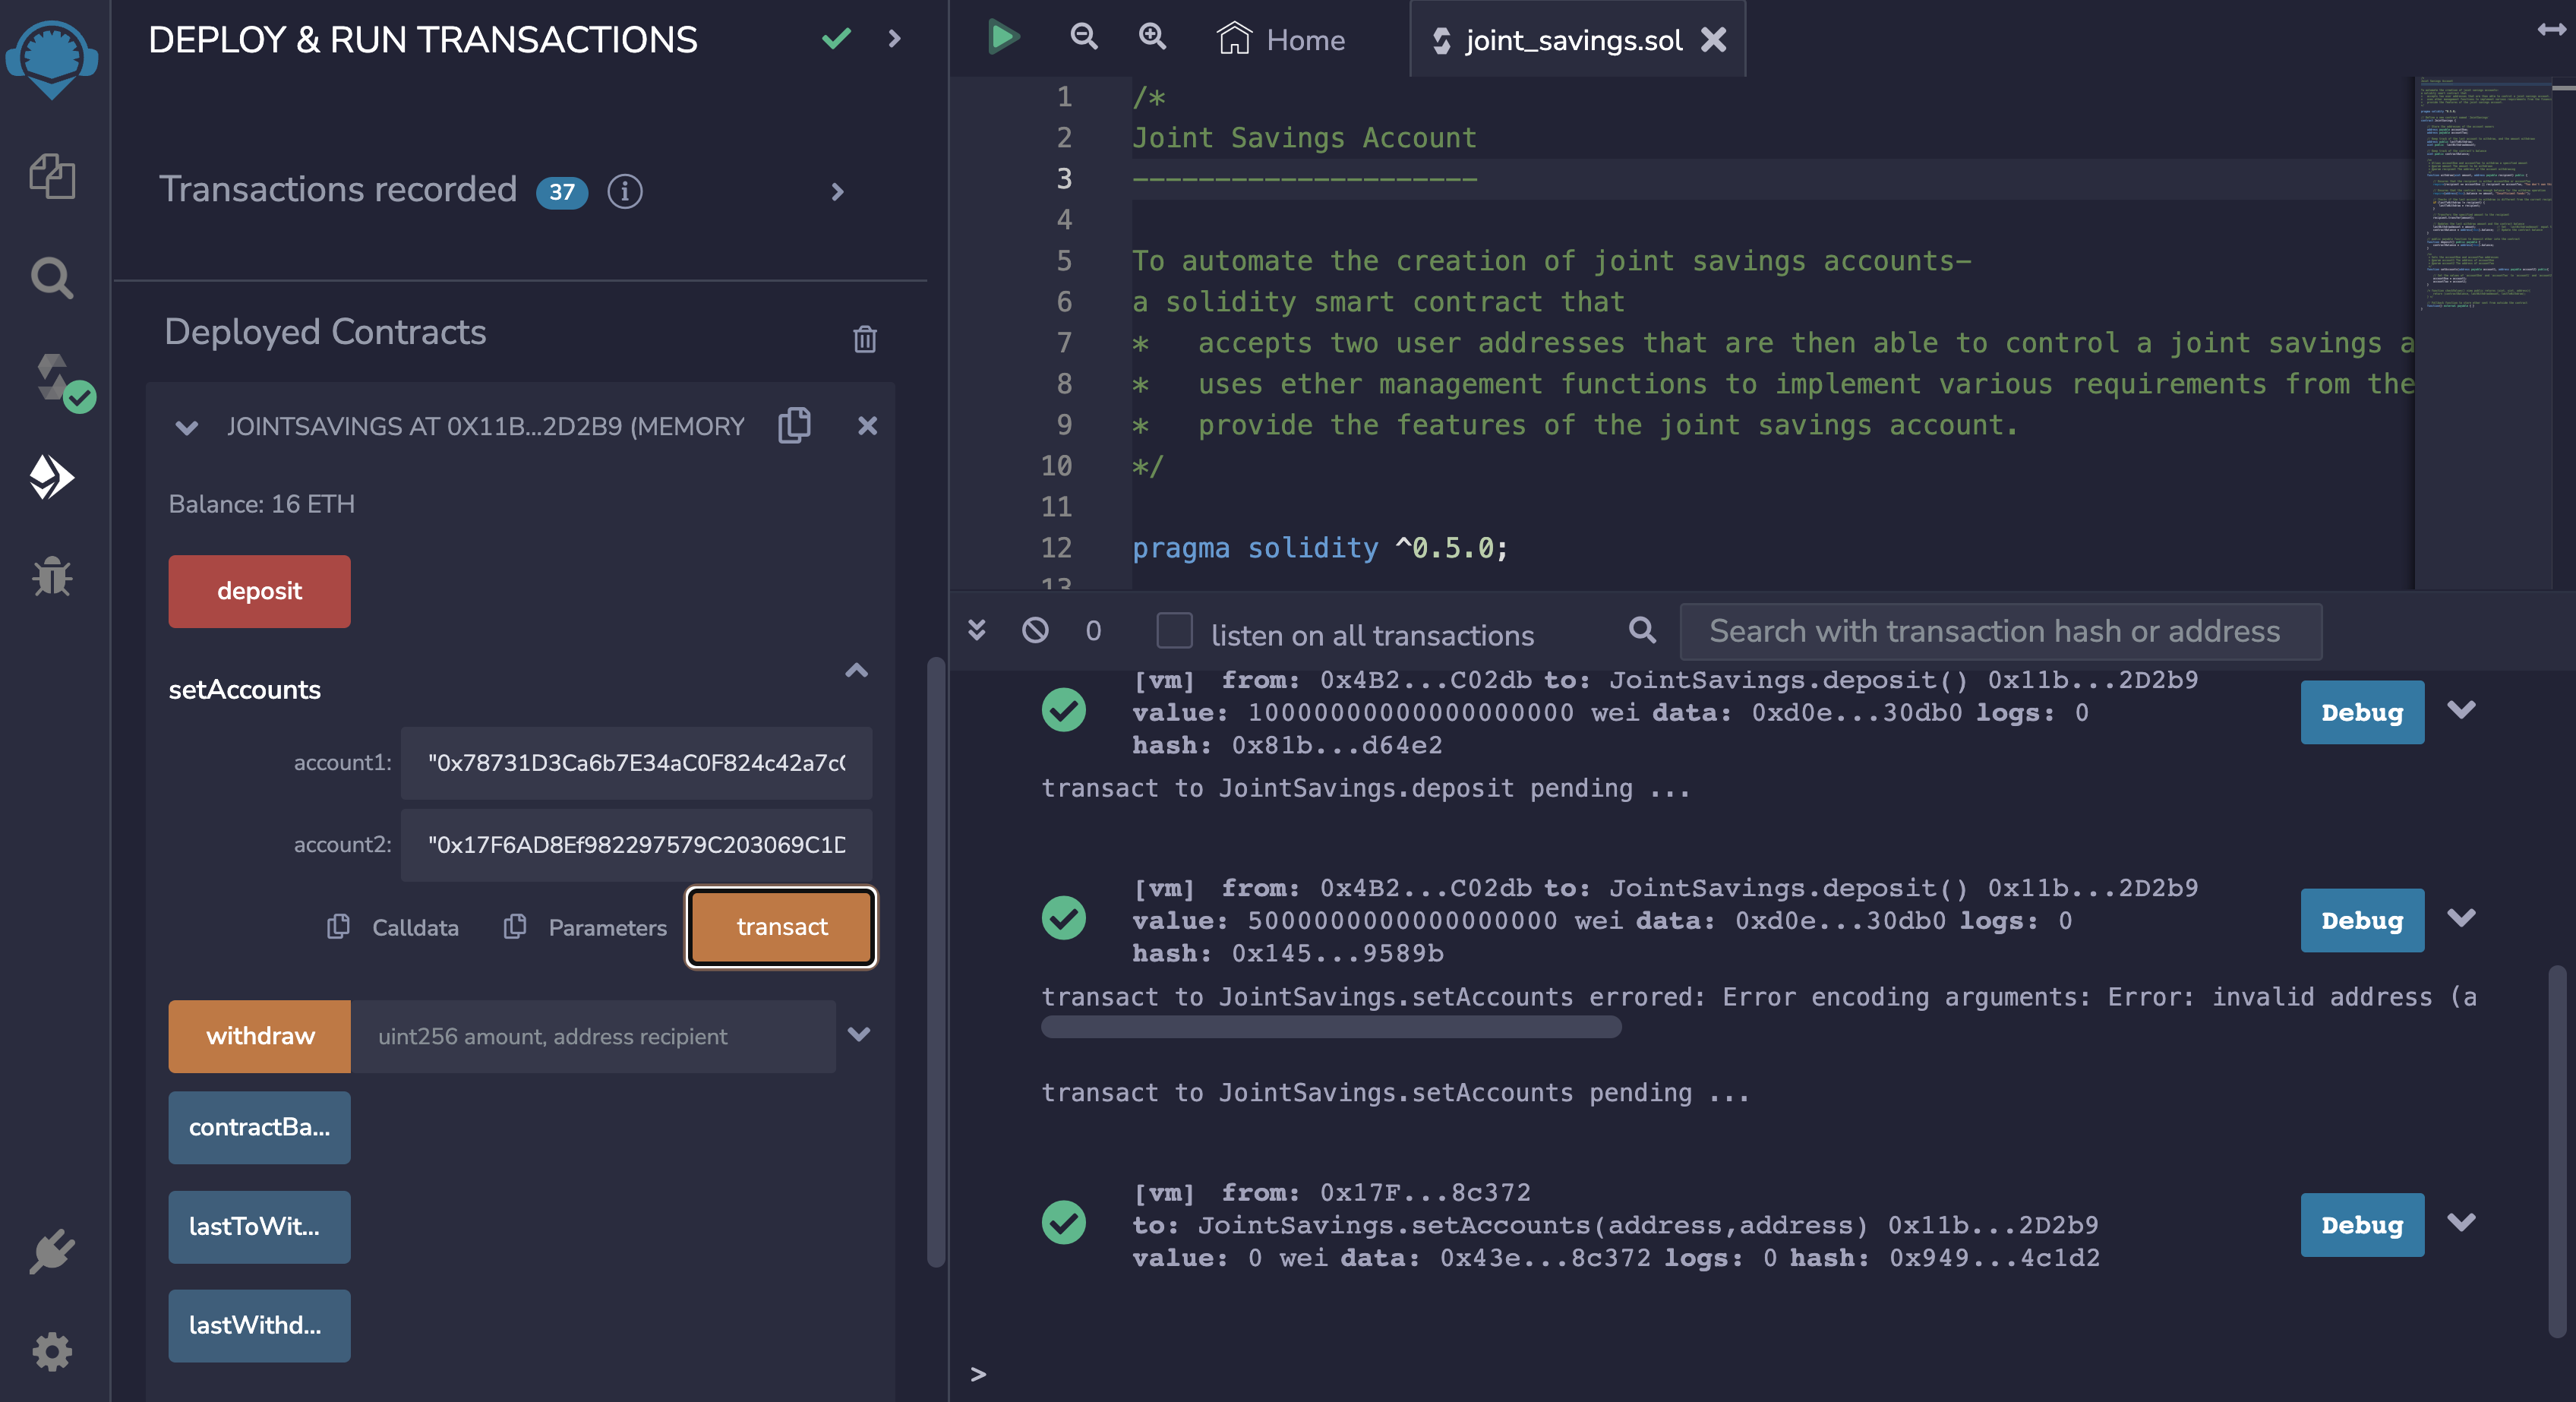 DEPLOY & RUN TRANSACTIONS
Transactions recorded 37
Deployed Contracts
JOINTSAVINGS AT 0X11B...2D2B9 (MEMORY
Balance: 16 ETH
deposit
setAccounts
account1: "0x78731D3Ca6b7E34aC0F824c42a7c
account2: "0x17F6AD8Ef982297579C203069C1D
Calldata Parameters transact
withdraw uint256 amount, address recipient
contractBa...
lastToWit...
lastWithd...
Home joint_savings.sol
1 /*
2 Joint Savings Account
3 ---------------------
4
5 To automate the creation of joint savings accounts-
6 a solidity smart contract that
7 * accepts two user addresses that are then able to control a joint savings a
8 * uses ether management functions to implement various requirements from the
9 * provide the features of the joint savings account.
10 */
11
12 pragma solidity ^0.5.0;
13
0 listen on all transactions Search with transaction hash or address
[vm] from: 0x4B2...C02db to: JointSavings.deposit() 0x11b...2D2b9
value: 10000000000000000000 wei data: 0xd0e...30db0 logs: 0
hash: 0x81b...d64e2
Debug
transact to JointSavings.deposit pending ...
[vm] from: 0x4B2...C02db to: JointSavings.deposit() 0x11b...2D2b9
value: 5000000000000000000 wei data: 0xd0e...30db0 logs: 0
hash: 0x145...9589b
Debug
transact to JointSavings.setAccounts errored: Error encoding arguments: Error: invalid address (a
transact to JointSavings.setAccounts pending ...
[vm] from: 0x17F...8c372
to: JointSavings.setAccounts(address,address) 0x11b...2D2b9
value: 0 wei data: 0x43e...8c372 logs: 0 hash: 0x949...4c1d2
Debug
>